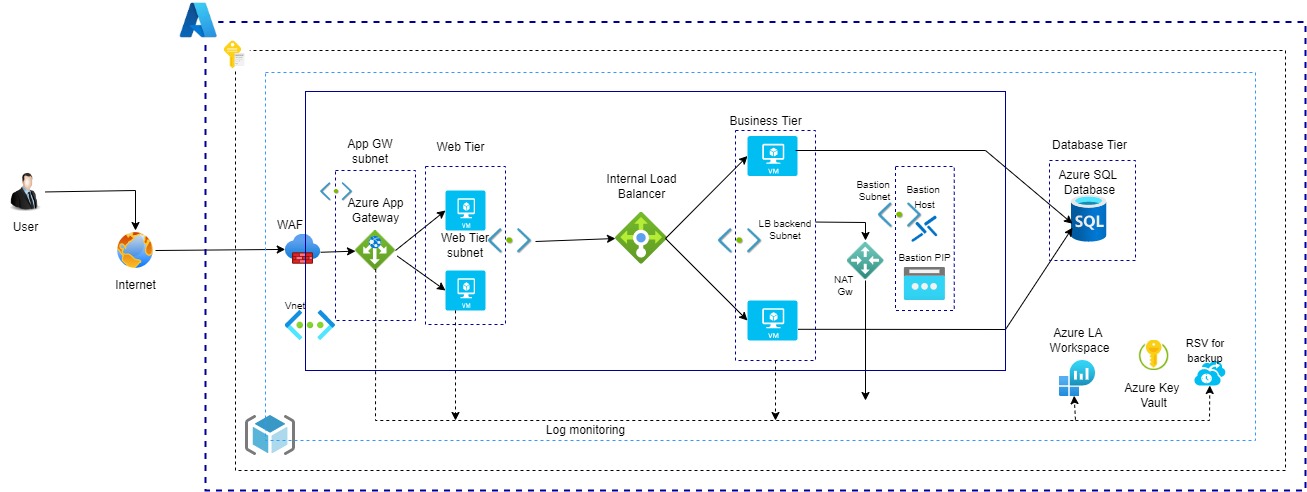 User
Internet
WAF
Vnet
App GW
subnet
Azure App
Gateway
Web Tier
VM
Web Tier
subnet
VM
Internal Load
Balancer
Business Tier
VM
LB backend
Subnet
VM
NAT
Gw
Bastion
Subnet
Bastion
Host
Bastion PIP
Database Tier
Azure SQL
Database
SQL
Azure LA
Workspace
Azure Key
Vault
RSV for
backup
Log monitoring